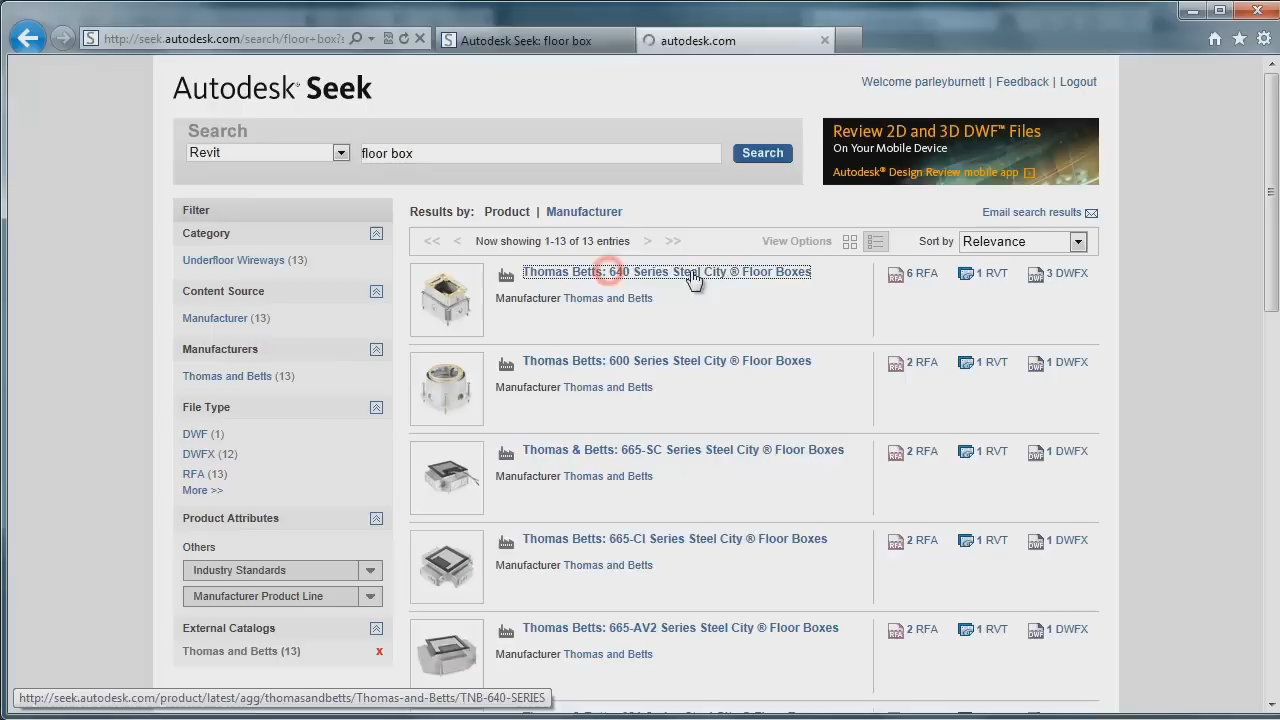 http://seek.autodesk.com/search/floor+box?s
Autodesk Seek: floor box
autodesk.com
Autodesk® Seek
Welcome parleyburnett | Feedback | Logout
Search
Revit
floor box
Search
Review 2D and 3D DWF™ Files
On Your Mobile Device
Autodesk® Design Review mobile app
Filter
Category
Underfloor Wireways (13)
Content Source
Manufacturer (13)
Manufacturers
Thomas and Betts (13)
File Type
DWF (1)
DWFX (12)
RFA (13)
More >>
Product Attributes
Others
Industry Standards
Manufacturer Product Line
External Catalogs
Thomas and Betts (13) x
Results by: Product | Manufacturer
Email search results
<< < Now showing 1-13 of 13 entries > >>
View Options
Sort by Relevance
Thomas Betts: 640 Series Steel City ® Floor Boxes
Manufacturer Thomas and Betts
RFA 6 RFA
1 RVT
DWF 3 DWFX
Thomas Betts: 600 Series Steel City ® Floor Boxes
Manufacturer Thomas and Betts
RFA 2 RFA
1 RVT
DWF 1 DWFX
Thomas & Betts: 665-SC Series Steel City ® Floor Boxes
Manufacturer Thomas and Betts
RFA 2 RFA
1 RVT
DWF 1 DWFX
Thomas Betts: 665-CI Series Steel City ® Floor Boxes
Manufacturer Thomas and Betts
RFA 2 RFA
1 RVT
DWF 1 DWFX
Thomas Betts: 665-AV2 Series Steel City ® Floor Boxes
Manufacturer Thomas and Betts
RFA 2 RFA
1 RVT
DWF 1 DWFX
http://seek.autodesk.com/product/latest/agg/thomasandbetts/Thomas-and-Betts/TNB-640-SERIES